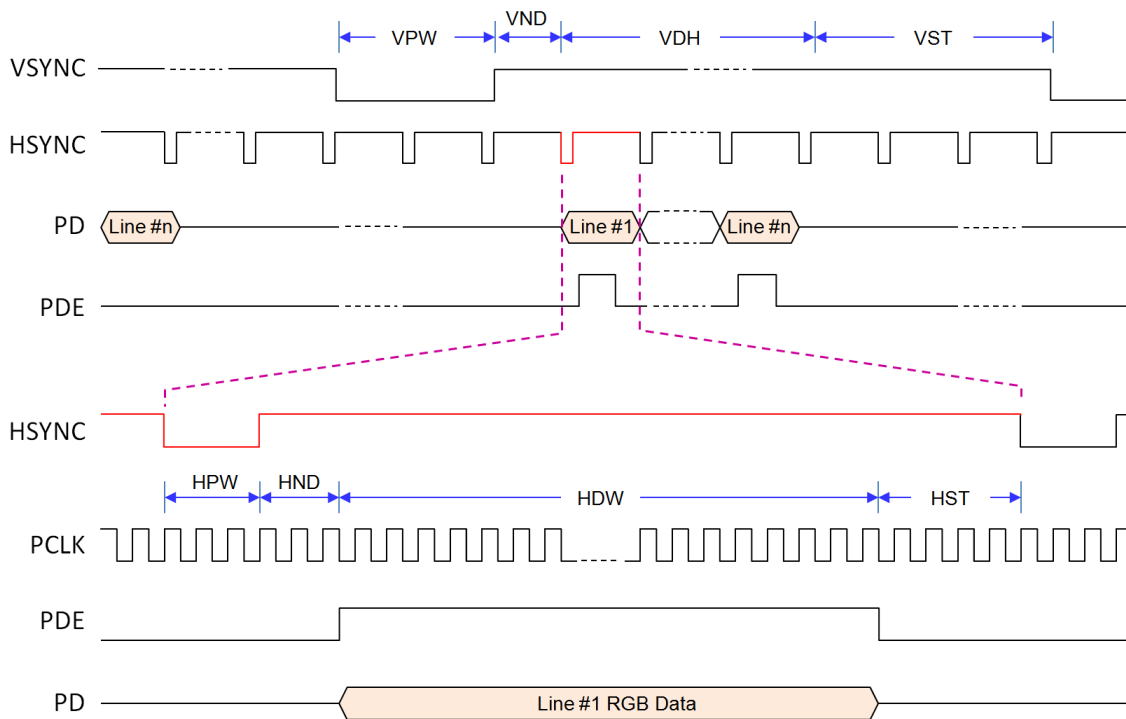 VPW VND VDH VST
VSYNC
HSYNC
PD Line #n Line #1 Line #n
PDE
HSYNC
HPW HND HDW HST
PCLK
PDE
PD Line #1 RGB Data